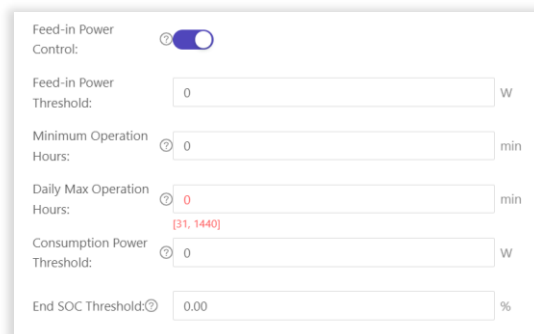 Feed-in Power
Control:
Feed-in Power
Threshold:
0
W
Minimum Operation
Hours:
0
min
Daily Max Operation
Hours:
0
min
[31, 1440]
Consumption Power
Threshold:
0
W
End SOC Threshold:
0.00
%